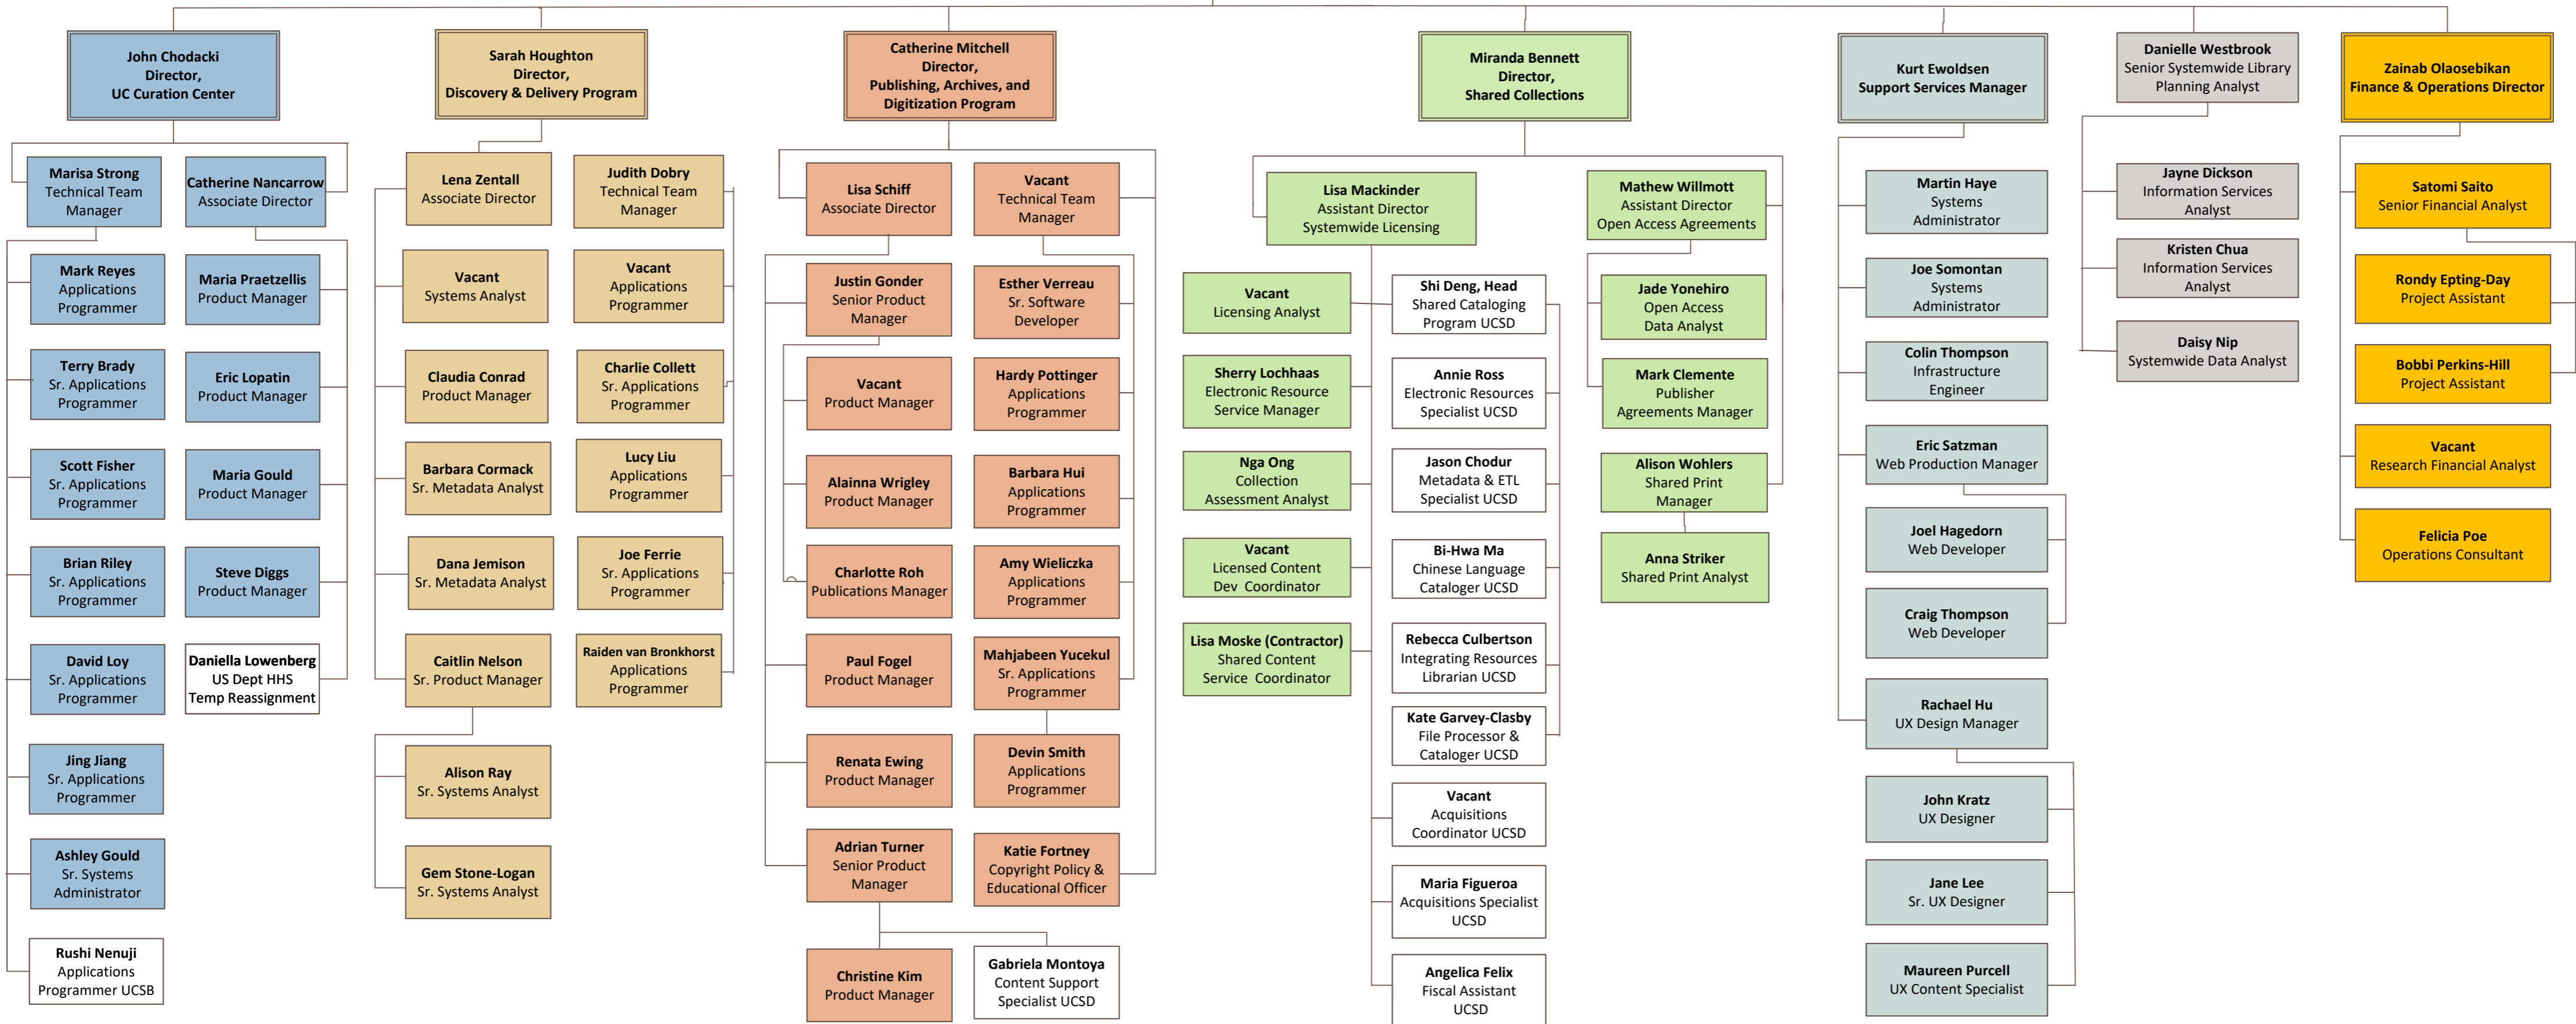 John Chodacki
Director,
UC Curation Center
Marisa Strong
Technical Team
Manager
Catherine Nancarrow
Associate Director
Mark Reyes
Applications
Programmer
Maria Praetzellis
Product Manager
Terry Brady
Sr. Applications
Programmer
Eric Lopatin
Product Manager
Scott Fisher
Sr. Applications
Programmer
Maria Gould
Product Manager
Brian Riley
Sr. Applications
Programmer
Steve Diggs
Product Manager
David Loy
Sr. Applications
Programmer
Daniella Lowenberg
US Dept HHS
Temp Reassignment
Jing Jiang
Sr. Applications
Programmer
Ashley Gould
Sr. Systems
Administrator
Rushi Nenuji
Applications
Programmer UCSB
Sarah Houghton
Director,
Discovery & Delivery Program
Lena Zentall
Associate Director
Judith Dobry
Technical Team
Manager
Vacant
Systems Analyst
Vacant
Applications
Programmer
Claudia Conrad
Product Manager
Charlie Collett
Sr. Applications
Programmer
Barbara Cormack
Sr. Metadata Analyst
Lucy Liu
Applications
Programmer
Dana Jemison
Sr. Metadata Analyst
Joe Ferrie
Sr. Applications
Programmer
Caitlin Nelson
Sr. Product Manager
Raiden van Bronkhorst
Applications
Programmer
Alison Ray
Sr. Systems Analyst
Gem Stone-Logan
Sr. Systems Analyst
Catherine Mitchell
Director,
Publishing, Archives, and
Digitization Program
Lisa Schiff
Associate Director
Vacant
Technical Team
Manager
Justin Gonder
Senior Product
Manager
Esther Verreau
Sr. Software
Developer
Vacant
Product Manager
Hardy Pottinger
Applications
Programmer
Alainna Wrigley
Product Manager
Barbara Hui
Applications
Programmer
Charlotte Roh
Publications Manager
Amy Wieliczka
Applications
Programmer
Paul Fogel
Product Manager
Mahjabeen Yucekul
Sr. Applications
Programmer
Renata Ewing
Product Manager
Devin Smith
Applications
Programmer
Adrian Turner
Senior Product
Manager
Katie Fortney
Copyright Policy &
Educational Officer
Christine Kim
Product Manager
Gabriela Montoya
Content Support
Specialist UCSD
Miranda Bennett
Director,
Shared Collections
Lisa Mackinder
Assistant Director
Systemwide Licensing
Mathew Willmott
Assistant Director
Open Access Agreements
Vacant
Licensing Analyst
Shi Deng, Head
Shared Cataloging
Program UCSD
Jade Yonehiro
Open Access
Data Analyst
Sherry Lochhaas
Electronic Resource
Service Manager
Annie Ross
Electronic Resources
Specialist UCSD
Mark Clemente
Publisher
Agreements Manager
Nga Ong
Collection
Assessment Analyst
Jason Chodur
Metadata & ETL
Specialist UCSD
Alison Wohlers
Shared Print
Manager
Vacant
Licensed Content
Dev Coordinator
Bi-Hwa Ma
Chinese Language
Cataloger UCSD
Anna Striker
Shared Print Analyst
Lisa Moske (Contractor)
Shared Content
Service Coordinator
Rebecca Culbertson
Integrating Resources
Librarian UCSD
Kate Garvey-Clasby
File Processor &
Cataloger UCSD
Vacant
Acquisitions
Coordinator UCSD
Maria Figueroa
Acquisitions Specialist
UCSD
Angelica Felix
Fiscal Assistant
UCSD
Kurt Ewoldsen
Support Services Manager
Martin Haye
Systems
Administrator
Joe Somontan
Systems
Administrator
Colin Thompson
Infrastructure
Engineer
Eric Satzman
Web Production Manager
Joel Hagedorn
Web Developer
Craig Thompson
Web Developer
Rachael Hu
UX Design Manager
John Kratz
UX Designer
Jane Lee
Sr. UX Designer
Maureen Purcell
UX Content Specialist
Danielle Westbrook
Senior Systemwide Library
Planning Analyst
Jayne Dickson
Information Services
Analyst
Kristen Chua
Information Services
Analyst
Daisy Nip
Systemwide Data Analyst
Zainab Olaosebikan
Finance & Operations Director
Satomi Saito
Senior Financial Analyst
Rondy Epting-Day
Project Assistant
Bobbi Perkins-Hill
Project Assistant
Vacant
Research Financial Analyst
Felicia Poe
Operations Consultant